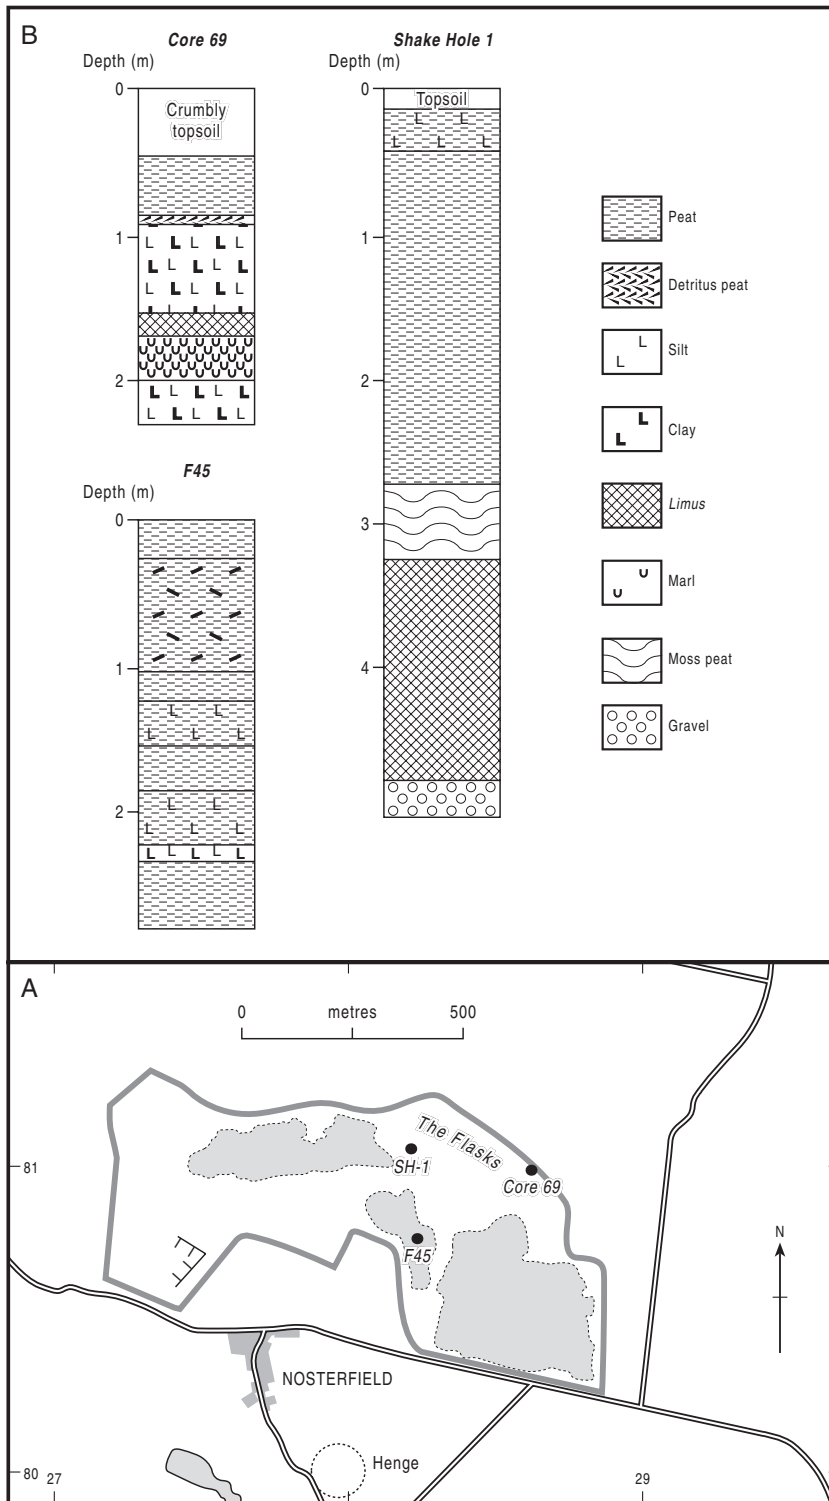 B
Core 69
Depth (m)
0
Crumbly
topsoil
1
2
F45
Depth (m)
0
1
2
Shake Hole 1
Depth (m)
0
Topsoil
1
2
3
4
Peat
Detritus peat
Silt
Clay
Limus
Marl
Moss peat
Gravel
A
0 metres 500
The Flasks
SH-1
Core 69
F45
81
N
NOSTERFIELD
Henge
80
27
29